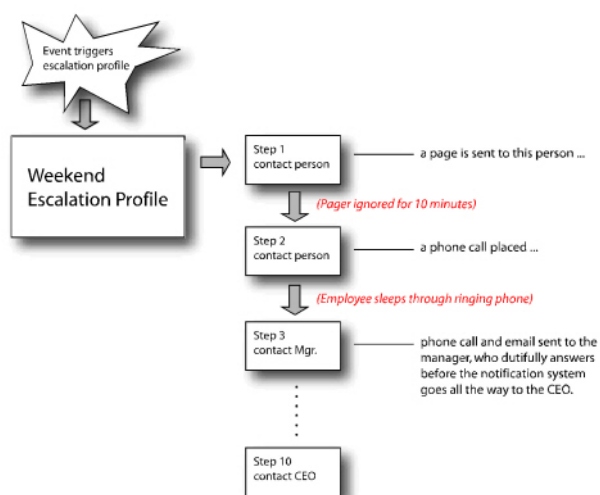 Event triggers
escalation profile
Weekend
Escalation Profile
Step 1
contact person
a page is sent to this person ...
(Pager ignored for 10 minutes)
Step 2
contact person
a phone call placed ...
(Employee sleeps through ringing phone)
Step 3
contact Mgr.
phone call and email sent to the
manager, who dutifully answers
before the notification system
goes all the way to the CEO.
Step 10
contact CEO